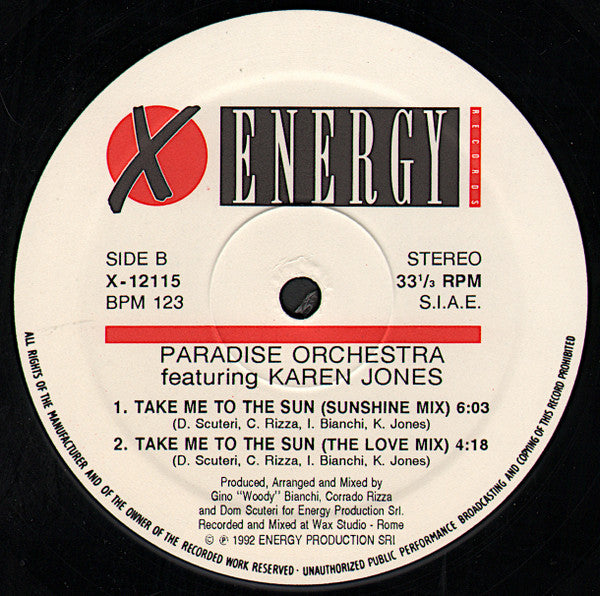 X ENERGY RECORDS
SIDE B
X-12115
BPM 123
STEREO
33¹/₃ RPM
S.I.A.E.
PARADISE ORCHESTRA
featuring KAREN JONES
1. TAKE ME TO THE SUN (SUNSHINE MIX) 6:03
(D. Scuteri, C. Rizza, I. Bianchi, K. Jones)
2. TAKE ME TO THE SUN (THE LOVE MIX) 4:18
(D. Scuteri, C. Rizza, I. Bianchi, K. Jones)
Produced, Arranged and Mixed by
Gino "Woody" Bianchi, Corrado Rizza
and Dom Scuteri for Energy Production Srl.
Recorded and Mixed at Wax Studio - Rome
© ℗ 1992 ENERGY PRODUCTION SRl
ALL RIGHTS OF THE MANUFACTURER AND OF THE OWNER OF THE RECORDED WORK RESERVED · UNAUTHORIZED PUBLIC PERFORMANCE BROADCASTING AND COPYING OF THIS RECORD PROHIBITED